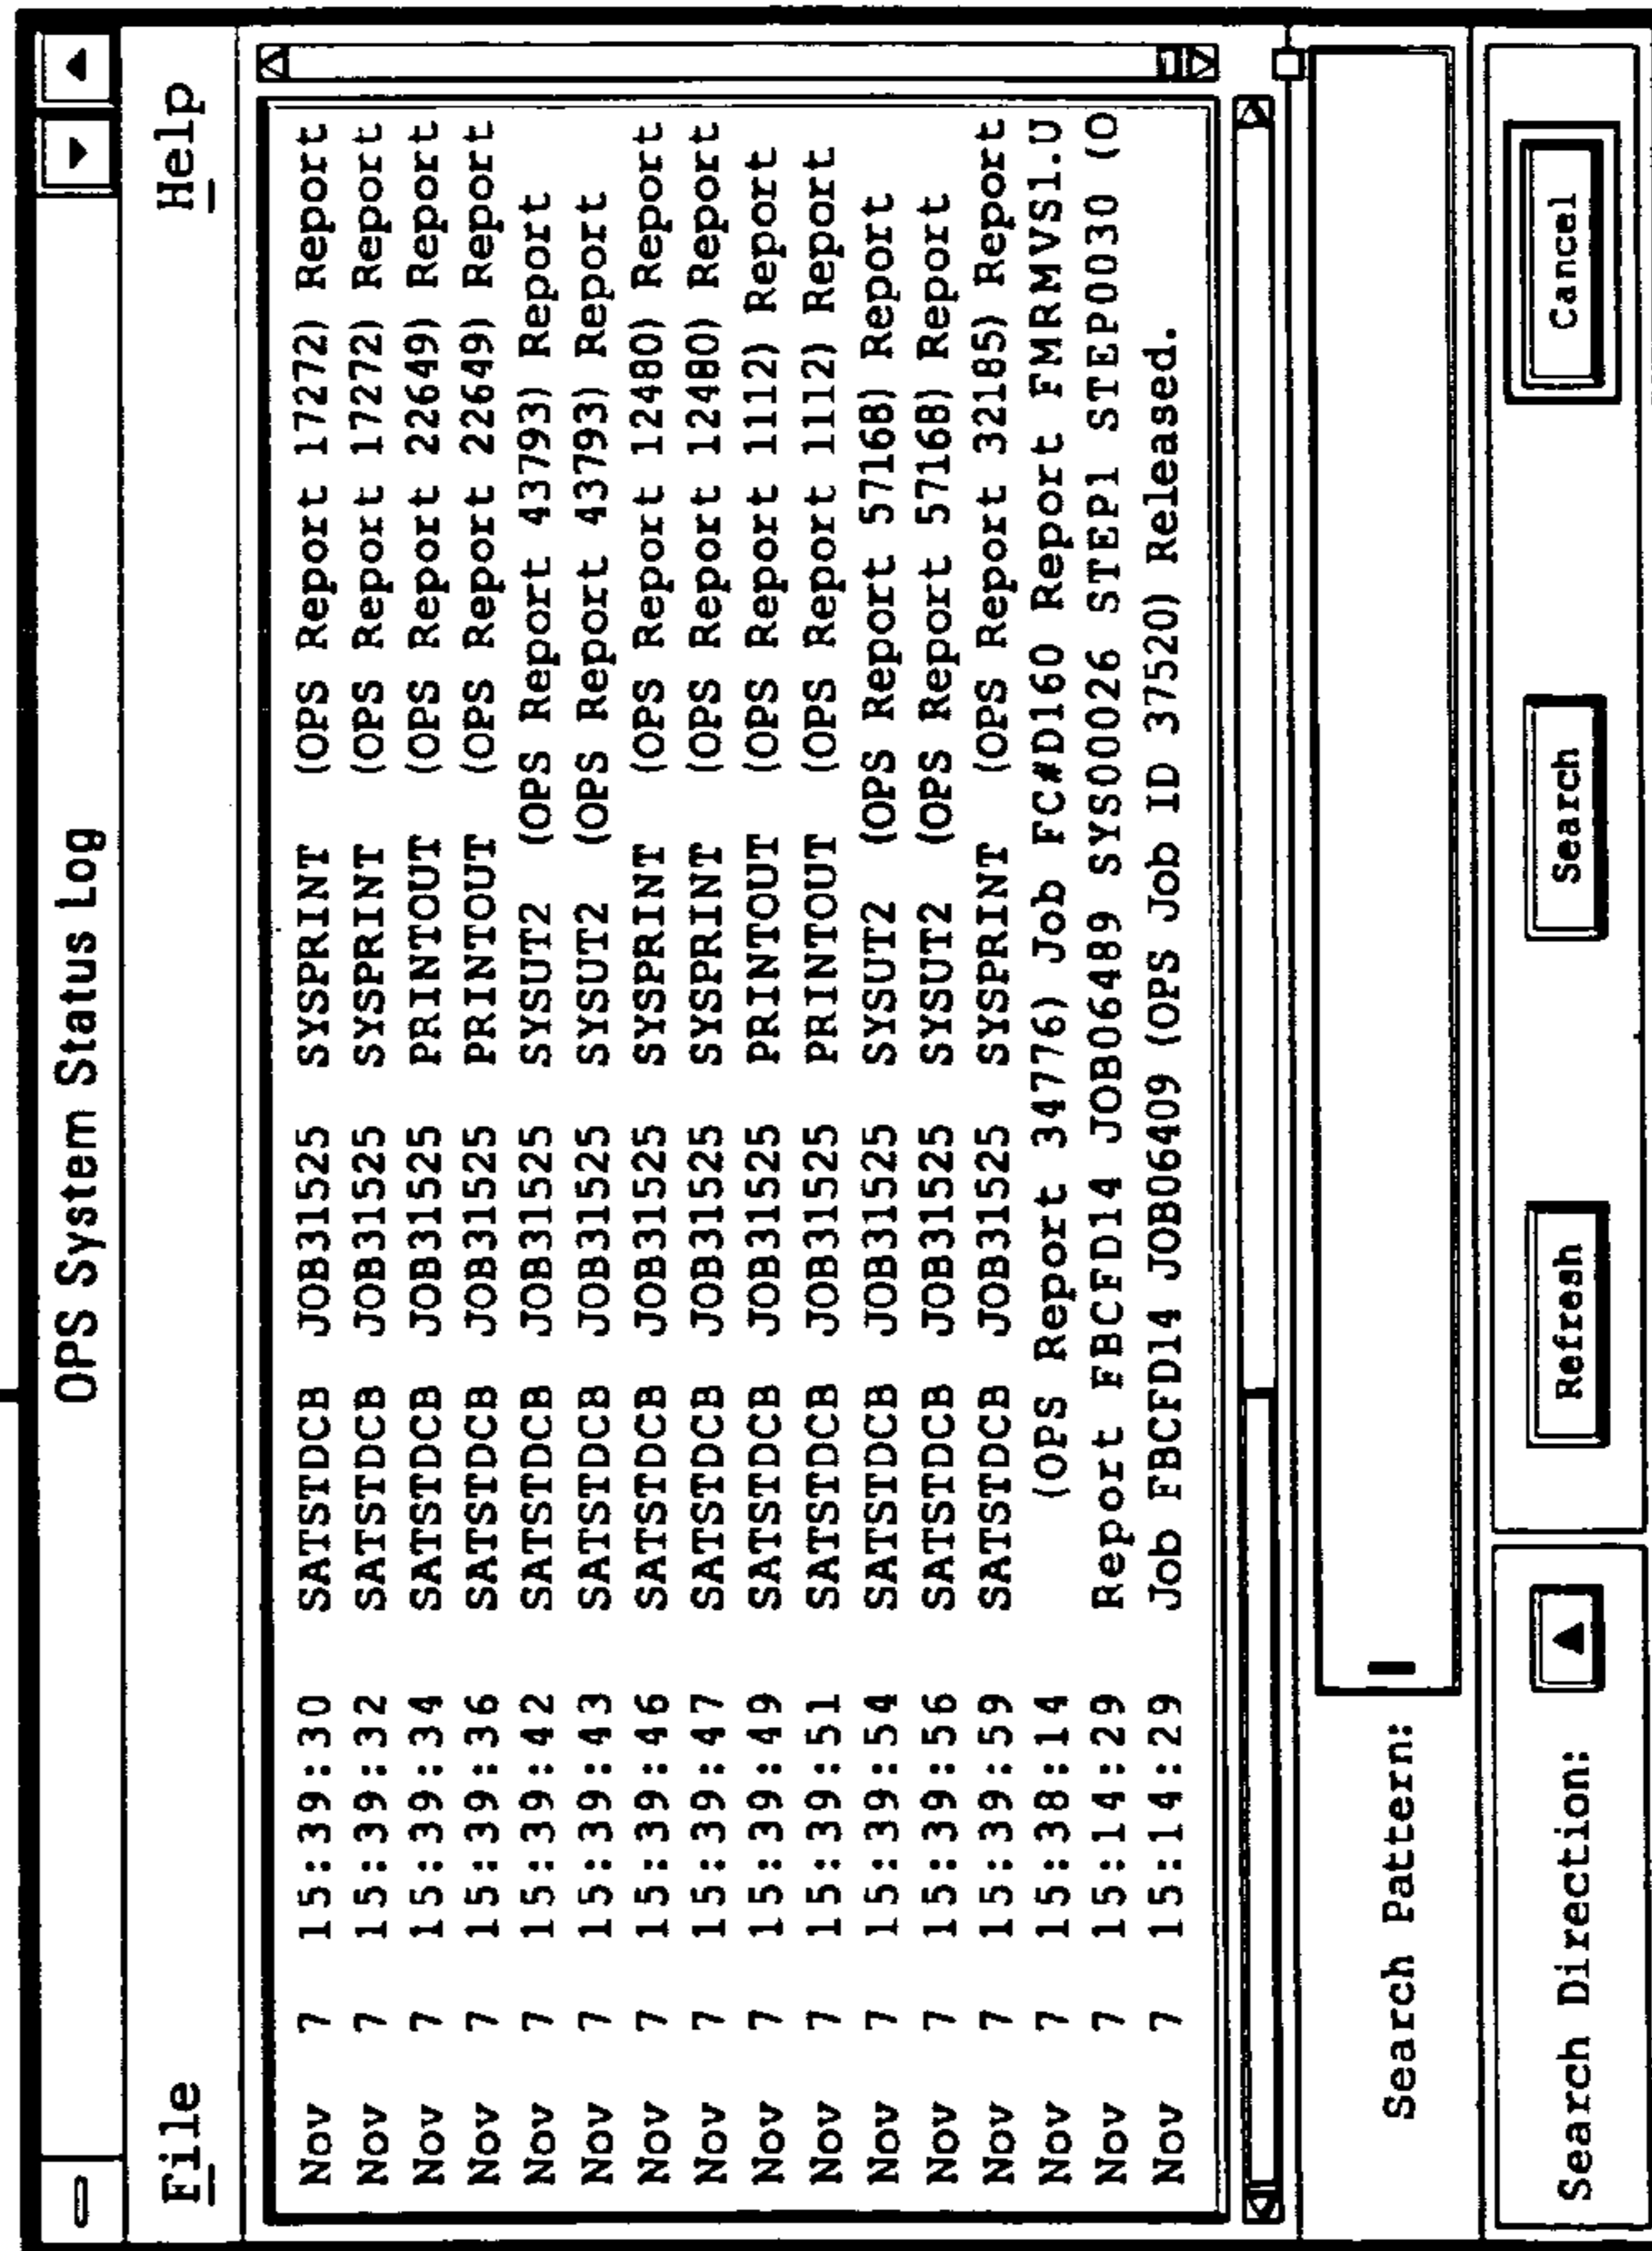 OPS System Status Log
File Help
Nov 7 15:39:30 SATSTDCB JOB31525 SYSPRINT (OPS Report 17272) Report
Nov 7 15:39:32 SATSTDCB JOB31525 SYSPRINT (OPS Report 17272) Report
Nov 7 15:39:34 SATSTDCB JOB31525 PRINTOUT (OPS Report 22649) Report
Nov 7 15:39:36 SATSTDCB JOB31525 PRINTOUT (OPS Report 22649) Report
Nov 7 15:39:42 SATSTDCB JOB31525 SYSUT2 (OPS Report 43793) Report
Nov 7 15:39:43 SATSTDCB JOB31525 SYSUT2 (OPS Report 43793) Report
Nov 7 15:39:46 SATSTDCB JOB31525 SYSPRINT (OPS Report 12480) Report
Nov 7 15:39:47 SATSTDCB JOB31525 SYSPRINT (OPS Report 12480) Report
Nov 7 15:39:49 SATSTDCB JOB31525 PRINTOUT (OPS Report 1112) Report
Nov 7 15:39:51 SATSTDCB JOB31525 PRINTOUT (OPS Report 1112) Report
Nov 7 15:39:54 SATSTDCB JOB31525 SYSUT2 (OPS Report 57168) Report
Nov 7 15:39:56 SATSTDCB JOB31525 SYSUT2 (OPS Report 57168) Report
Nov 7 15:39:59 SATSTDCB JOB31525 SYSPRINT (OPS Report 32185) Report
Nov 7 15:38:14 (OPS Report 34776) Job FC#D160 Report FMRMVS1.U
Nov 7 15:14:29 Report FBCFD14 JOB06489 SYS00026 STEP1 STEP0030 (O
Nov 7 15:14:29 Job FBCFD14 JOB06409 (OPS Job ID 37520) Released.
Search Pattern:
Search Direction: Refresh Search Cancel